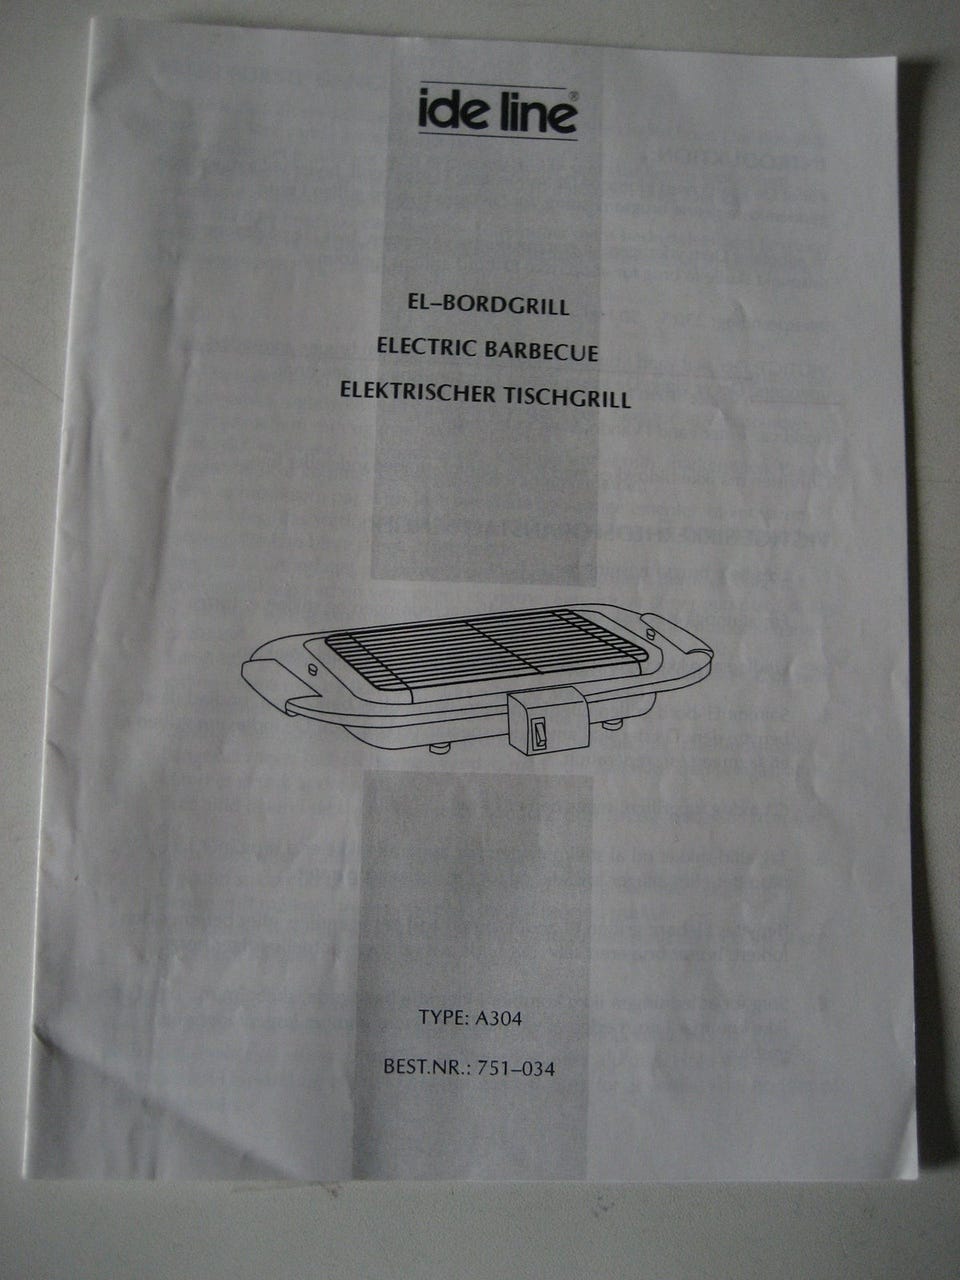 ide line®
EL–BORDGRILL
ELECTRIC BARBECUE
ELEKTRISCHER TISCHGRILL
TYPE: A304
BEST.NR.: 751–034